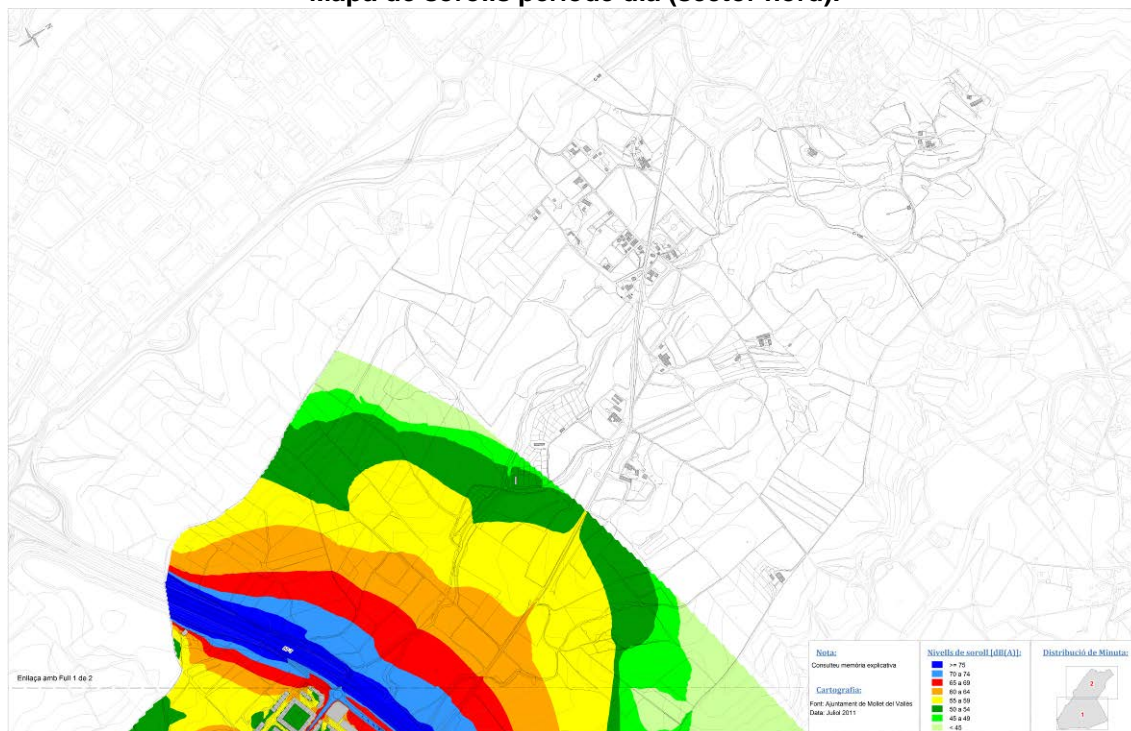 Mapa de sorolls període dia (sector nord).
Enllaça amb Full 1 de 2
Nota:
Consulteu memòria explicativa
Cartografia:
Font: Ajuntament de Mollet del Vallès
Data: Juliol 2011
Nivells de soroll [dB(A)]:
>= 75
70 a 74
65 a 69
60 a 64
55 a 59
50 a 54
45 a 49
< 45
Distribució de Minuta:
2
1